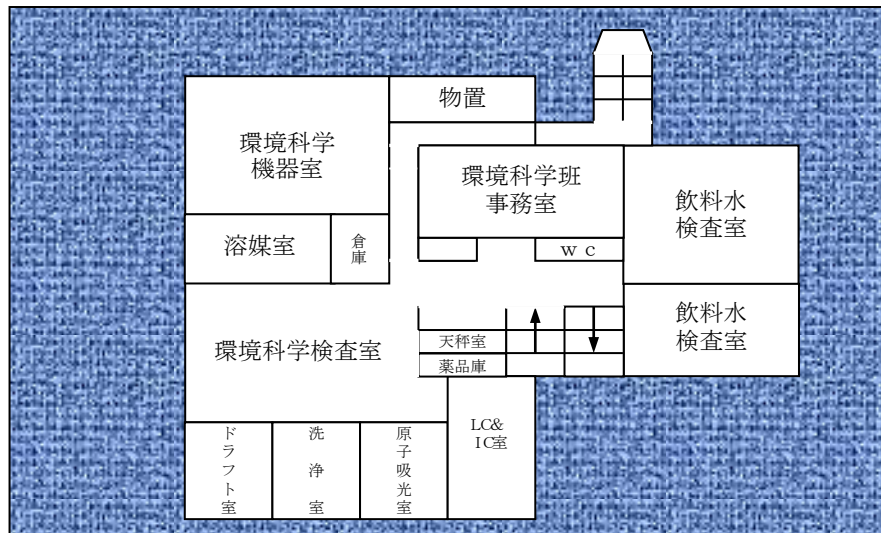 物置
環境科学
機器室
環境科学班
事務室
飲料水
検査室
溶媒室
倉庫
ＷＣ
飲料水
検査室
環境科学検査室
天秤室
薬品庫
LC&
IC室
ドラフト室
洗浄室
原子吸光室